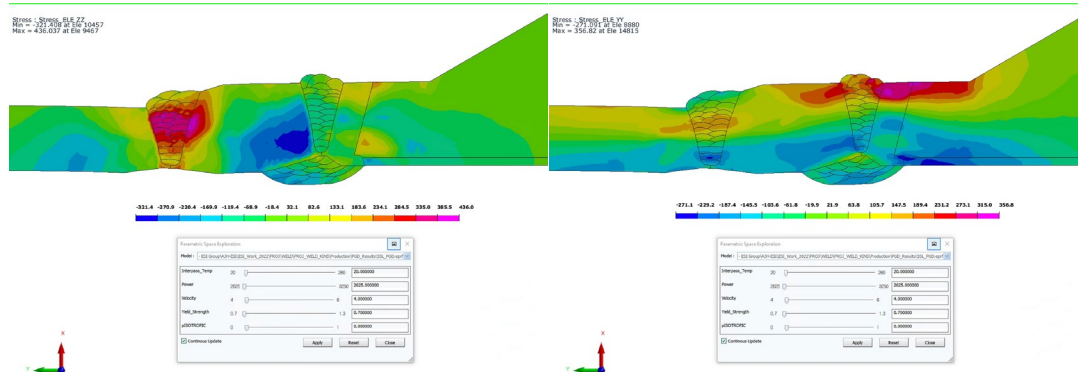 Stress : Stress_ELE ZZ
Min = -321.408 at Ele 10457
Max = 436.037 at Ele 9467
-321.4 -270.9 -220.4 -169.9 -119.4 -68.9 -18.4 32.1 82.6 133.1 183.6 234.1 284.5 335.0 385.5 436.0
Parametric Space Exploration
Model :
Interpass_Temp 20 280 20.000000
Power 2625 3250 2625.000000
Velocity 4 6 4.000000
Yield_Strength 0.7 1.3 0.700000
pISOTROPIC 0 1 0.000000
Continous Update Apply Reset Close
X
Y
Stress : Stress_ELE YY
Min = -271.091 at Ele 8880
Max = 356.82 at Ele 14815
-271.1 -229.2 -187.4 -145.5 -103.6 -61.8 -19.9 21.9 63.8 105.7 147.5 189.4 231.2 273.1 315.0 356.8
Parametric Space Exploration
Model :
Interpass_Temp 20 280 20.000000
Power 2625 3250 2625.000000
Velocity 4 6 4.000000
Yield_Strength 0.7 1.3 0.700000
pISOTROPIC 0 1 0.000000
Continous Update Apply Reset Close
X
Y